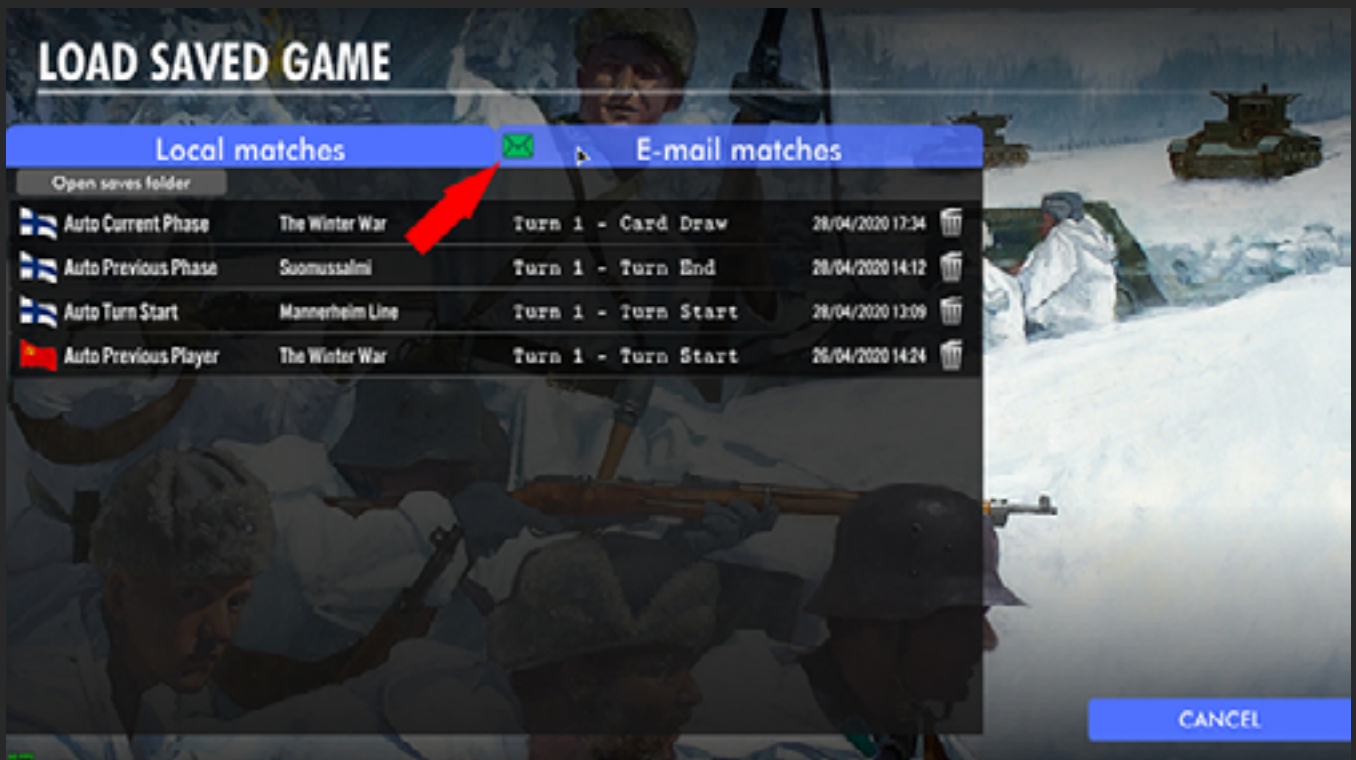 LOAD SAVED GAME
Local matches E-mail matches
Open saves folder
Auto Current Phase The Winter War Turn 1 - Card Draw 28/04/2020 17:34
Auto Previous Phase Suomussalmi Turn 1 - Turn End 28/04/2020 14:12
Auto Turn Start Mannerheim Line Turn 1 - Turn Start 28/04/2020 13:09
Auto Previous Player The Winter War Turn 1 - Turn Start 26/04/2020 14:24
CANCEL